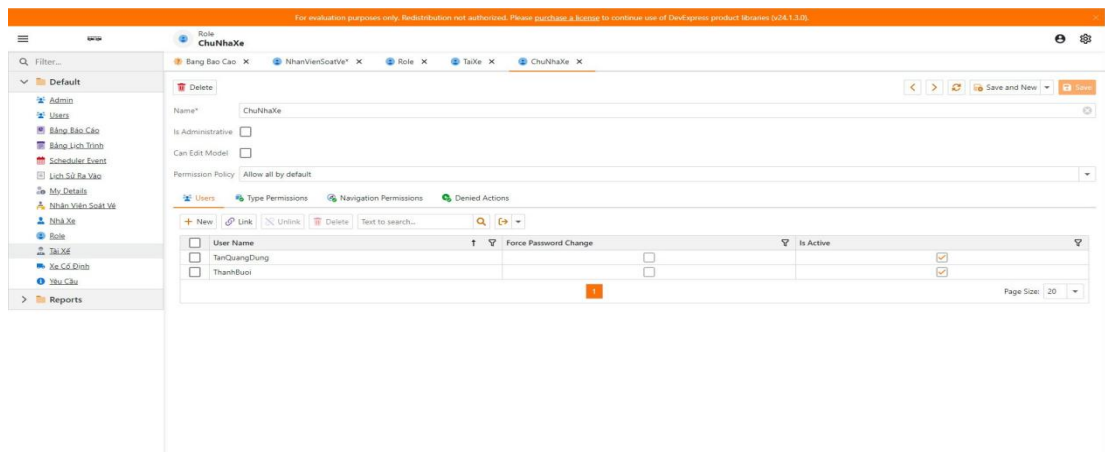 For evaluation purposes only. Redistribution not authorized. Please purchase a license to continue use of DevExpress product libraries (v24.1.3.0).
Role
ChuNhaXe
Filter...
Bang Bao Cao NhanVienSoatVe* Role TaiXe ChuNhaXe
Default
Delete
Save and New Save
Admin
Users
Bảng Báo Cáo
Bảng Lịch Trình
Scheduler Event
Lịch Sử Ra Vào
My Details
Nhân Viên Soát Vé
Nhà Xe
Role
Tài Xế
Xe Cố Định
Yêu Cầu
Reports
Name* ChuNhaXe
Is Administrative
Can Edit Model
Permission Policy Allow all by default
Users Type Permissions Navigation Permissions Denied Actions
New Link Unlink Delete Text to search...
User Name Force Password Change Is Active
TanQuangDung
ThanhBuoi
1 Page Size: 20